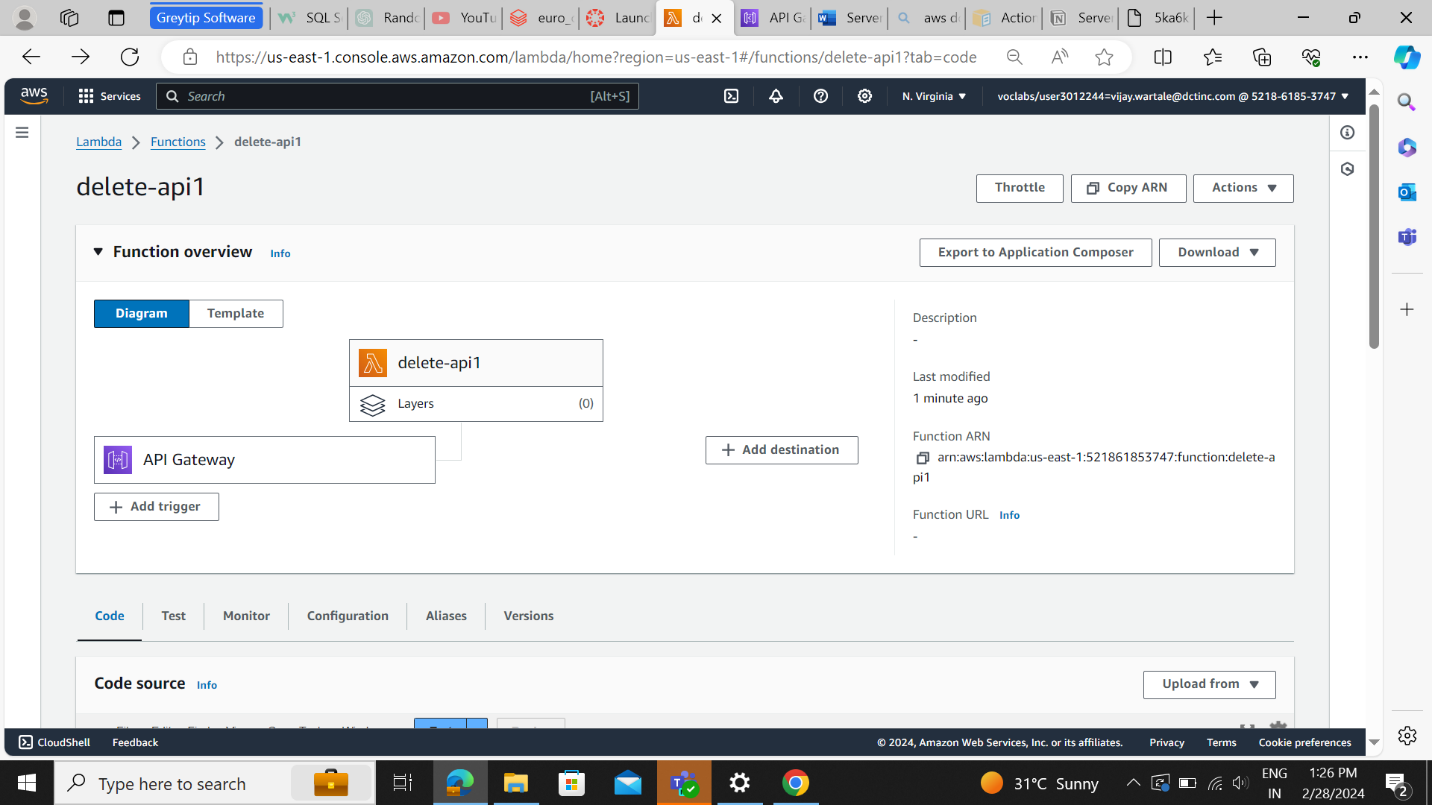 Greytip Software
SQL S
Rando
YouTu
euro_
Launc
de
API Ga
Server
aws de
Action
Server
5ka6k
https://us-east-1.console.aws.amazon.com/lambda/home?region=us-east-1#/functions/delete-api1?tab=code
aws
Services
Search
[Alt+S]
N. Virginia
voclabs/user3012244=vijay.wartale@dctinc.com @ 5218-6185-3747
Lambda
Functions
delete-api1
delete-api1
Throttle
Copy ARN
Actions
Function overview
Info
Export to Application Composer
Download
Diagram
Template
delete-api1
Layers
(0)
API Gateway
Add trigger
Add destination
Description
-
Last modified
1 minute ago
Function ARN
arn:aws:lambda:us-east-1:521861853747:function:delete-a
pi1
Function URL Info
-
Code
Test
Monitor
Configuration
Aliases
Versions
Code source
Info
Upload from
CloudShell
Feedback
© 2024, Amazon Web Services, Inc. or its affiliates.
Privacy
Terms
Cookie preferences
Type here to search
31°C Sunny
ENG
IN
1:26 PM
2/28/2024
2